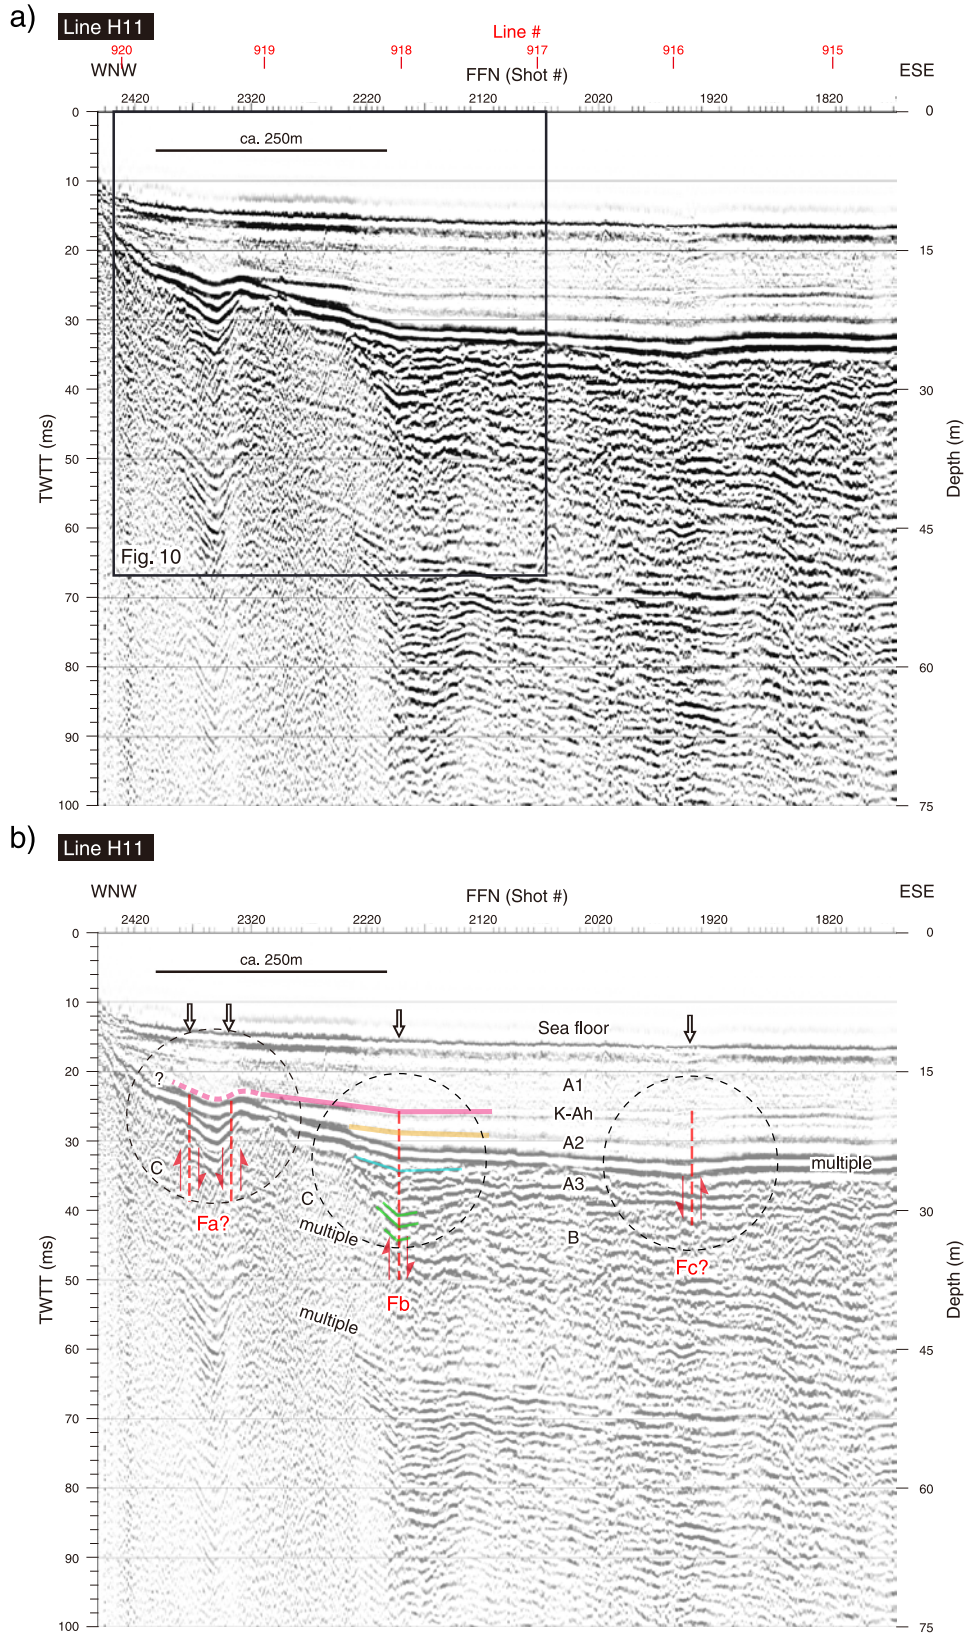 a)
Line H11
Line #
920 919 918 917 916 915
WNW FFN (Shot #) ESE
2420 2320 2220 2120 2020 1920 1820
0 0
ca. 250m
10
20 15
30
40 30
TWTT (ms) Depth (m)
50
60 45
Fig. 10
70
80 60
90
100 75
b)
Line H11
WNW FFN (Shot #) ESE
2420 2320 2220 2120 2020 1920 1820
0 0
ca. 250m
10
Sea floor
20 15
? A1
K-Ah
30 A2
multiple
C A3
C
40 30
Fa? multiple B
TWTT (ms) Depth (m)
Fc?
50
Fb
multiple
60 45
70
80 60
90
100 75